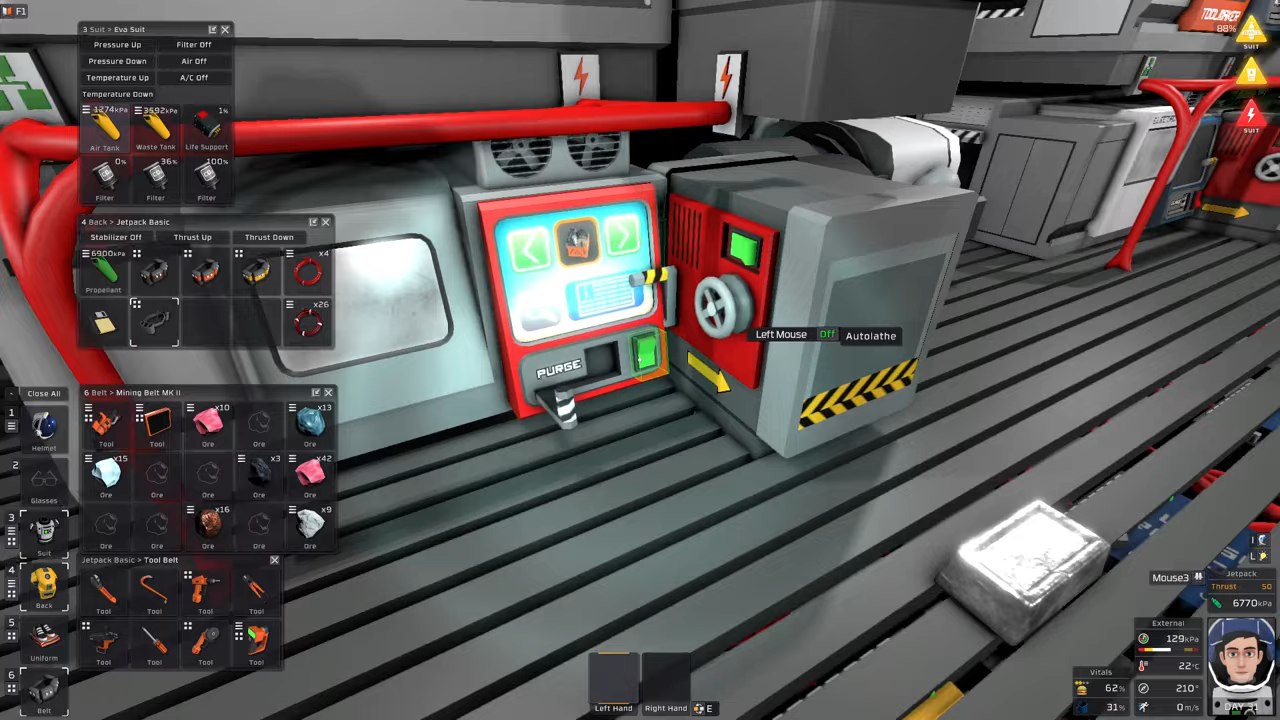 F1
3 Suit > Eva Suit
Pressure Up Filter Off
Pressure Down Air Off
Temperature Up A/C Off
Temperature Down
1274kPa 3592kPa 1%
Air Tank Waste Tank Life Support
0% 36% 100%
Filter Filter Filter
4 Back > Jetpack Basic
Stabilizer Off Thrust Up Thrust Down
6900kPa x4
Propellant
x26
6 Belt > Mining Belt MK II
x10 x13
Tool Tool Ore Ore Ore
x15 x3 x42
Ore Ore Ore Ore Ore
x16 x9
Ore Ore Ore Ore Ore
Jetpack Basic > Tool Belt
Tool Tool Tool Tool
Tool Tool Tool Tool
Close All
1
Helmet
2
Glasses
3
Suit
4
Back
5
Uniform
6
Belt
PURGE
Left Mouse Off Autolathe
TOOLMAKER
88%
SUIT
SUIT
Left Hand Right Hand E
I
L
Mouse3
Jetpack
Thrust 50
6770kPa
External
129kPa
22°C
210°
0m/s
Vitals
62%
31%
DAY 31